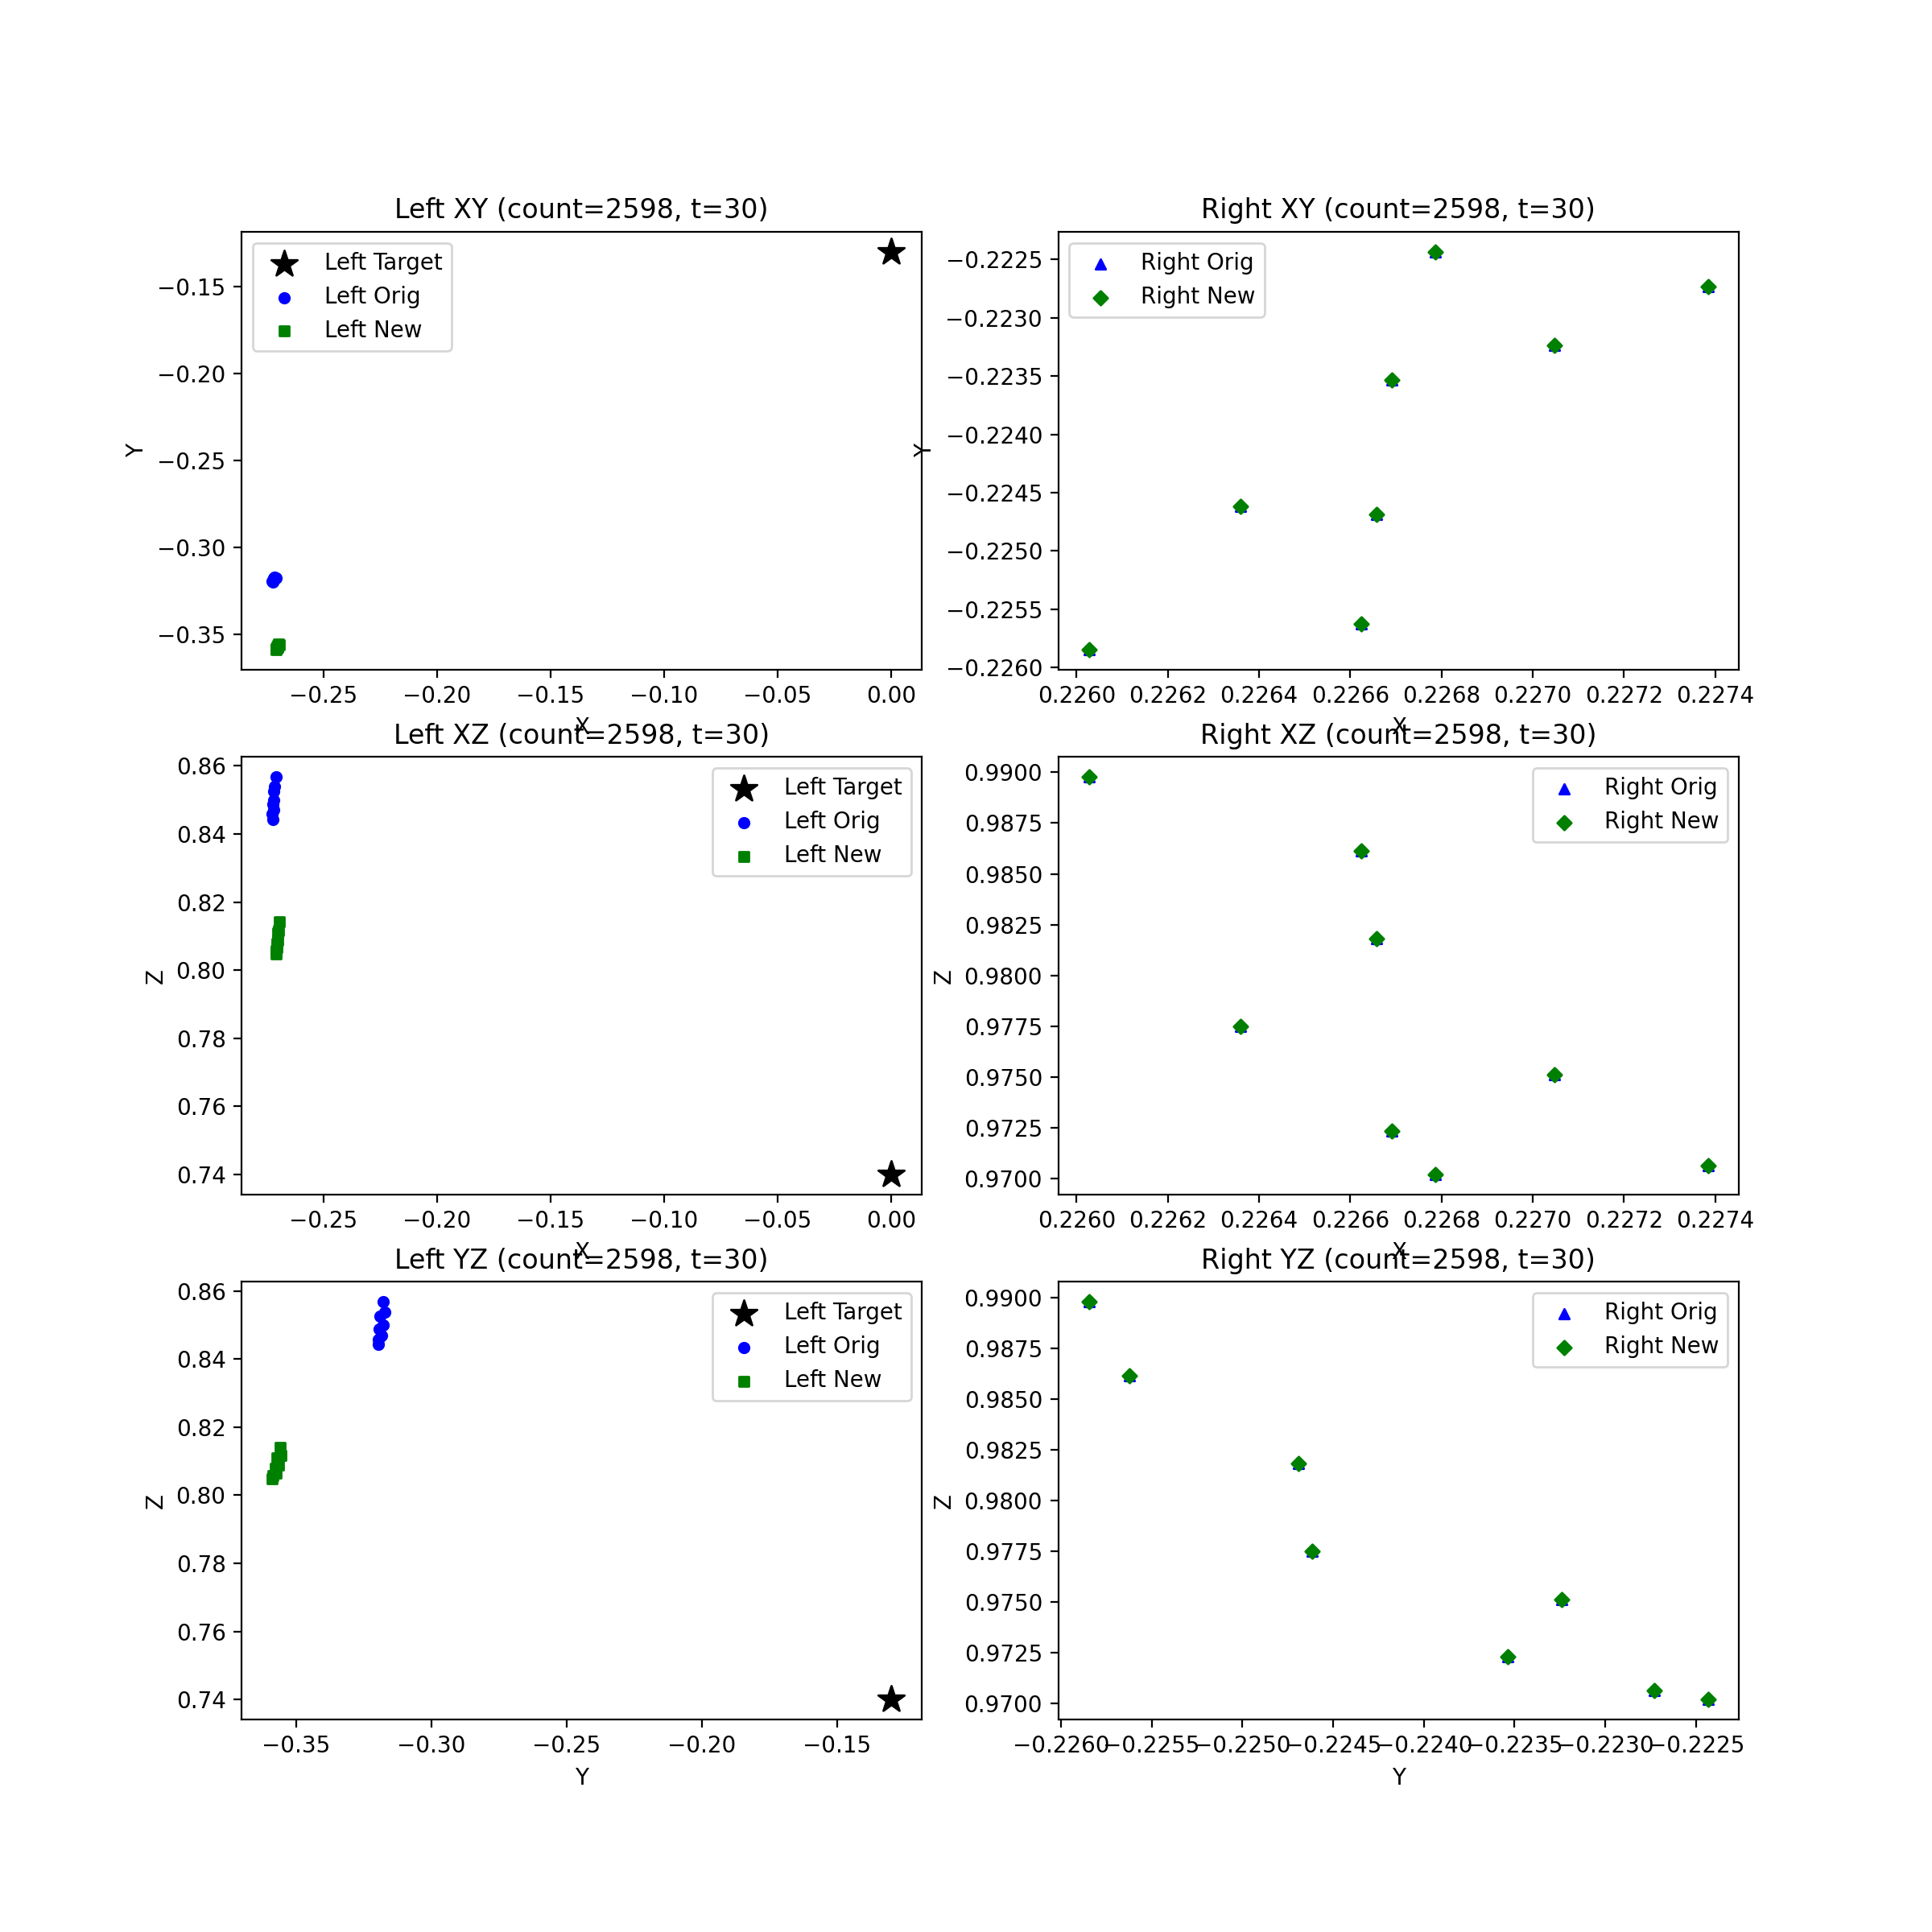 Left XY (count=2598, t=30)
Left Target
Left Orig
Left New
−0.15
−0.20
−0.25
−0.30
−0.35
Y
−0.25 −0.20 −0.15 −0.10 −0.05 0.00
X
Right XY (count=2598, t=30)
Right Orig
Right New
−0.2225
−0.2230
−0.2235
−0.2240
−0.2245
−0.2250
−0.2255
−0.2260
Y
0.2260 0.2262 0.2264 0.2266 0.2268 0.2270 0.2272 0.2274
X
Left XZ (count=2598, t=30)
Left Target
Left Orig
Left New
0.86
0.84
0.82
0.80
0.78
0.76
0.74
Z
−0.25 −0.20 −0.15 −0.10 −0.05 0.00
X
Right XZ (count=2598, t=30)
Right Orig
Right New
0.9900
0.9875
0.9850
0.9825
0.9800
0.9775
0.9750
0.9725
0.9700
Z
0.2260 0.2262 0.2264 0.2266 0.2268 0.2270 0.2272 0.2274
X
Left YZ (count=2598, t=30)
Left Target
Left Orig
Left New
0.86
0.84
0.82
0.80
0.78
0.76
0.74
Z
−0.35 −0.30 −0.25 −0.20 −0.15
Y
Right YZ (count=2598, t=30)
Right Orig
Right New
0.9900
0.9875
0.9850
0.9825
0.9800
0.9775
0.9750
0.9725
0.9700
Z
−0.2260 −0.2255 −0.2250 −0.2245 −0.2240 −0.2235 −0.2230 −0.2225
Y